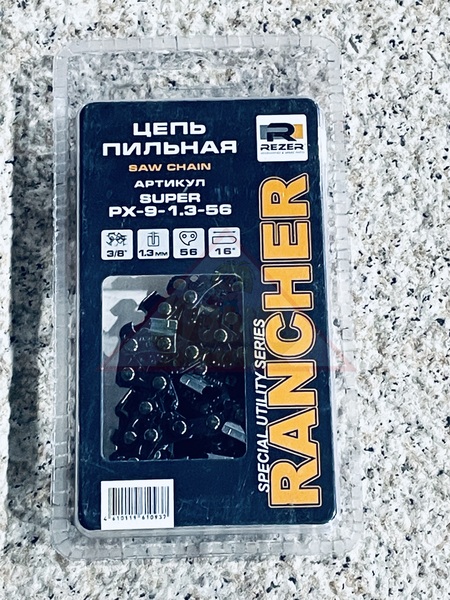 ЦЕПЬ
ПИЛЬНАЯ
SAW CHAIN
АРТИКУЛ
SUPER
PX-9-1.3-56
3/8"
1.3 мм
56
16"
REZER
RANCHER
SPECIAL UTILITY SERIES